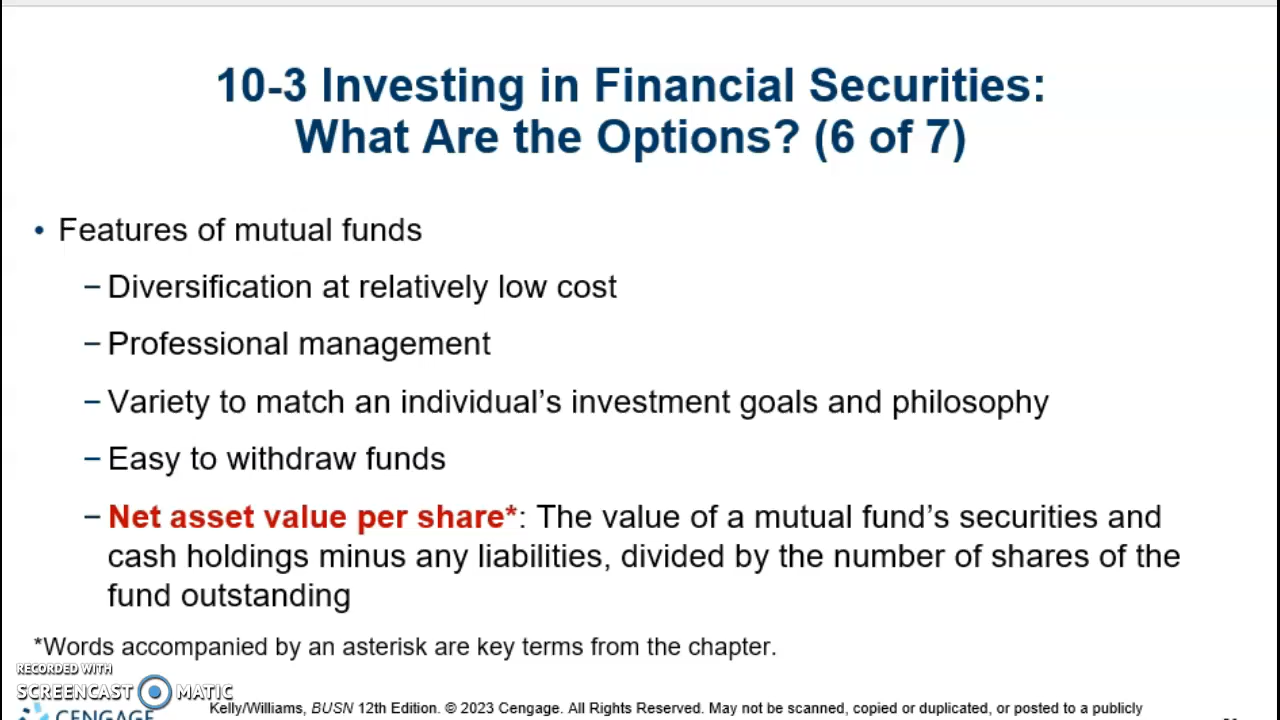 10-3 Investing in Financial Securities:
What Are the Options? (6 of 7)
• Features of mutual funds
– Diversification at relatively low cost
– Professional management
– Variety to match an individual’s investment goals and philosophy
– Easy to withdraw funds
– Net asset value per share*: The value of a mutual fund’s securities and
cash holdings minus any liabilities, divided by the number of shares of the
fund outstanding
*Words accompanied by an asterisk are key terms from the chapter.
RECORDED WITH
SCREENCAST MATIC
CENGAGE
Kelly/Williams, BUSN 12th Edition. © 2023 Cengage. All Rights Reserved. May not be scanned, copied or duplicated, or posted to a publicly